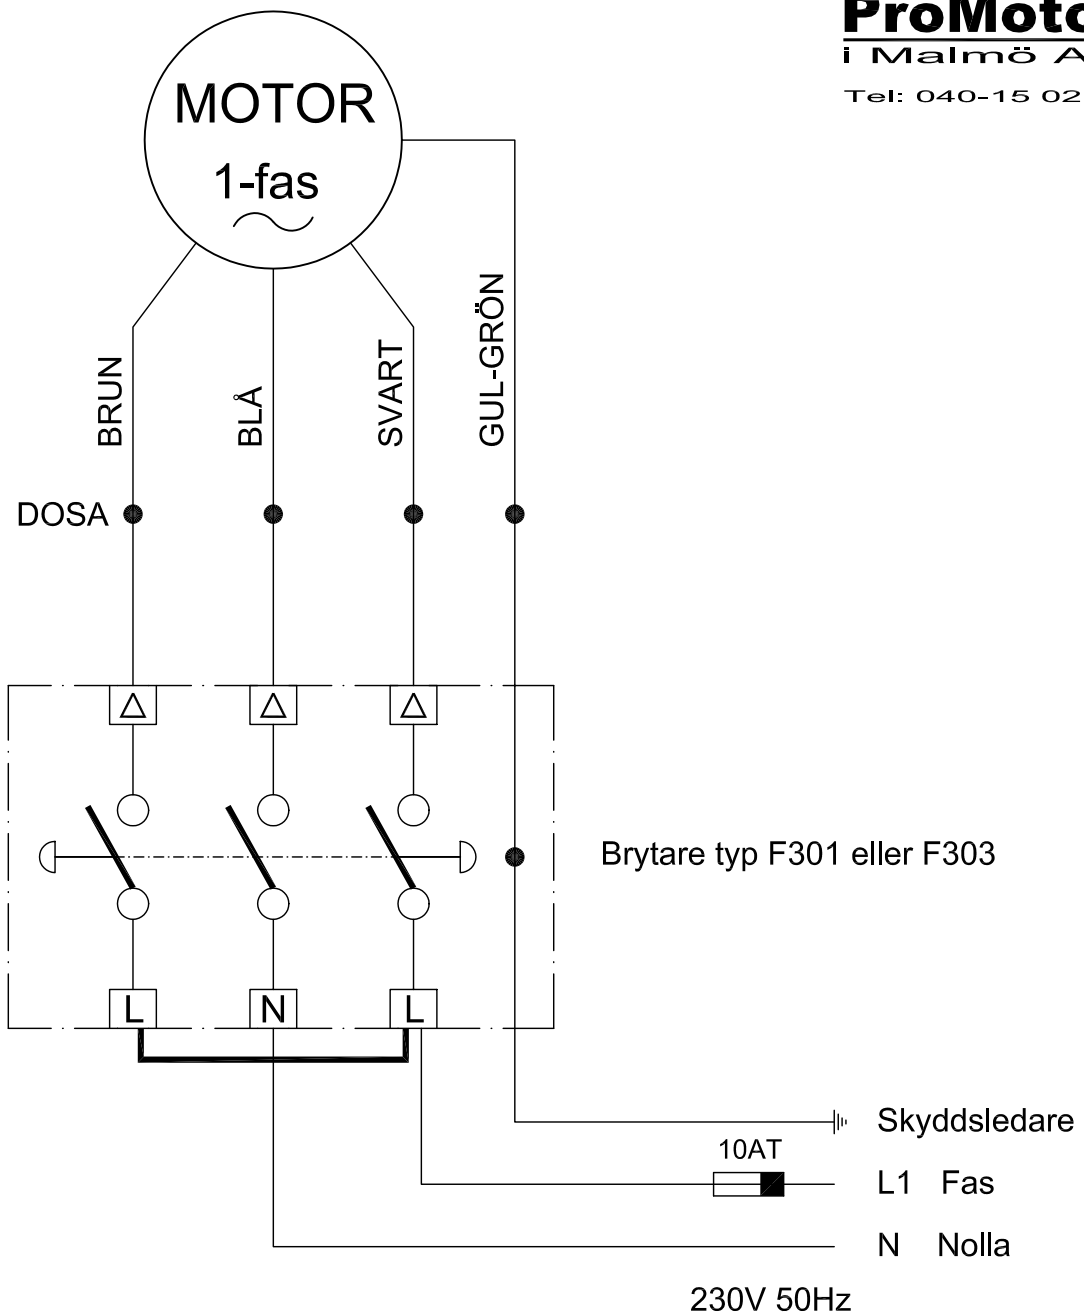 ProMoto
i Malmö A
Tel: 040-15 02
MOTOR
1-fas
BRUN
BLÅ
SVART
GUL-GRÖN
DOSA
Brytare typ F301 eller F303
L
N
L
Skyddsledare
10AT
L1 Fas
N Nolla
230V 50Hz